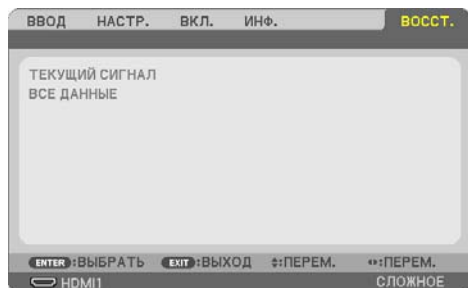 ВВОД НАСТР. ВКЛ. ИНФ. ВОССТ.
ТЕКУЩИЙ СИГНАЛ
ВСЕ ДАННЫЕ
ENTER :ВЫБРАТЬ EXIT :ВЫХОД :ПЕРЕМ. :ПЕРЕМ.
HDMI1 СЛОЖНОЕ